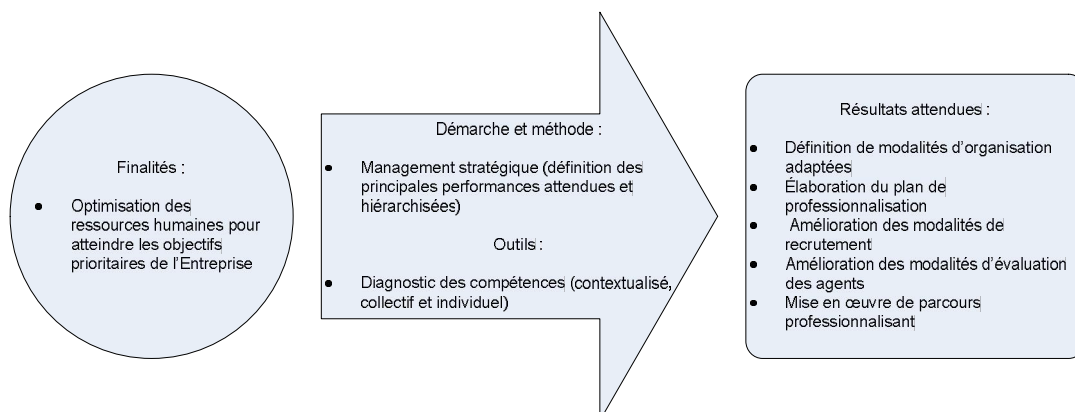 Finalités :
• Optimisation des
ressources humaines pour
atteindre les objectifs
prioritaires de l'Entreprise
Démarche et méthode :
• Management stratégique (définition des
principales performances attendues et
hiérarchisées)
Outils :
• Diagnostic des compétences (contextualisé,
collectif et individuel)
Résultats attendues :
• Définition de modalités d'organisation
adaptées
• Élaboration du plan de
professionnalisation
• Amélioration des modalités de
recrutement
• Amélioration des modalités d'évaluation
des agents
• Mise en œuvre de parcours
professionnalisant